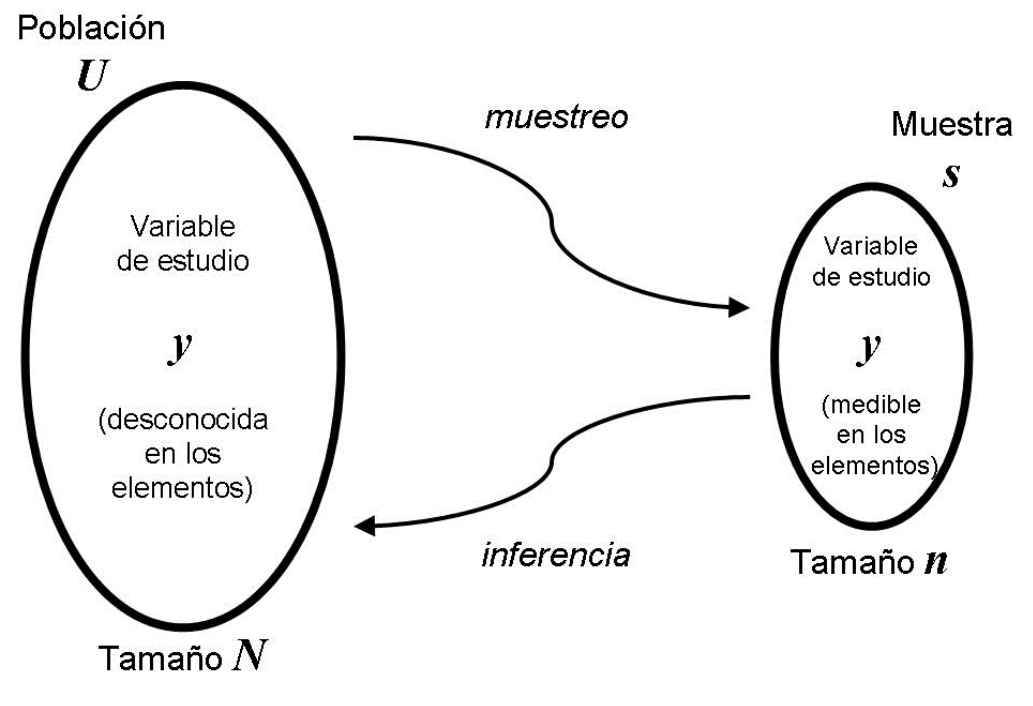 Población
U
Variable
de estudio
y
(desconocida
en los
elementos)
Tamaño N
muestreo
inferencia
Muestra
s
Variable
de estudio
y
(medible
en los
elementos)
Tamaño n